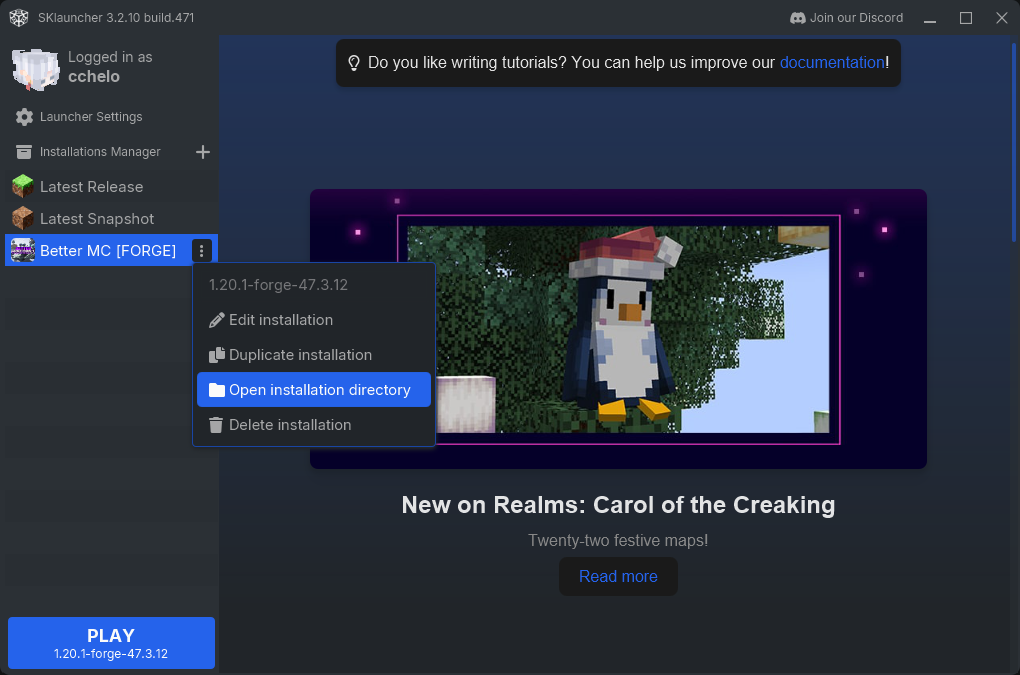 SKlauncher 3.2.10 build.471
Join our Discord
Logged in as
cchelo
Launcher Settings
Installations Manager
Latest Release
Latest Snapshot
Better MC [FORGE]
1.20.1-forge-47.3.12
Edit installation
Duplicate installation
Open installation directory
Delete installation
PLAY
1.20.1-forge-47.3.12
Do you like writing tutorials? You can help us improve our documentation!
New on Realms: Carol of the Creaking
Twenty-two festive maps!
Read more